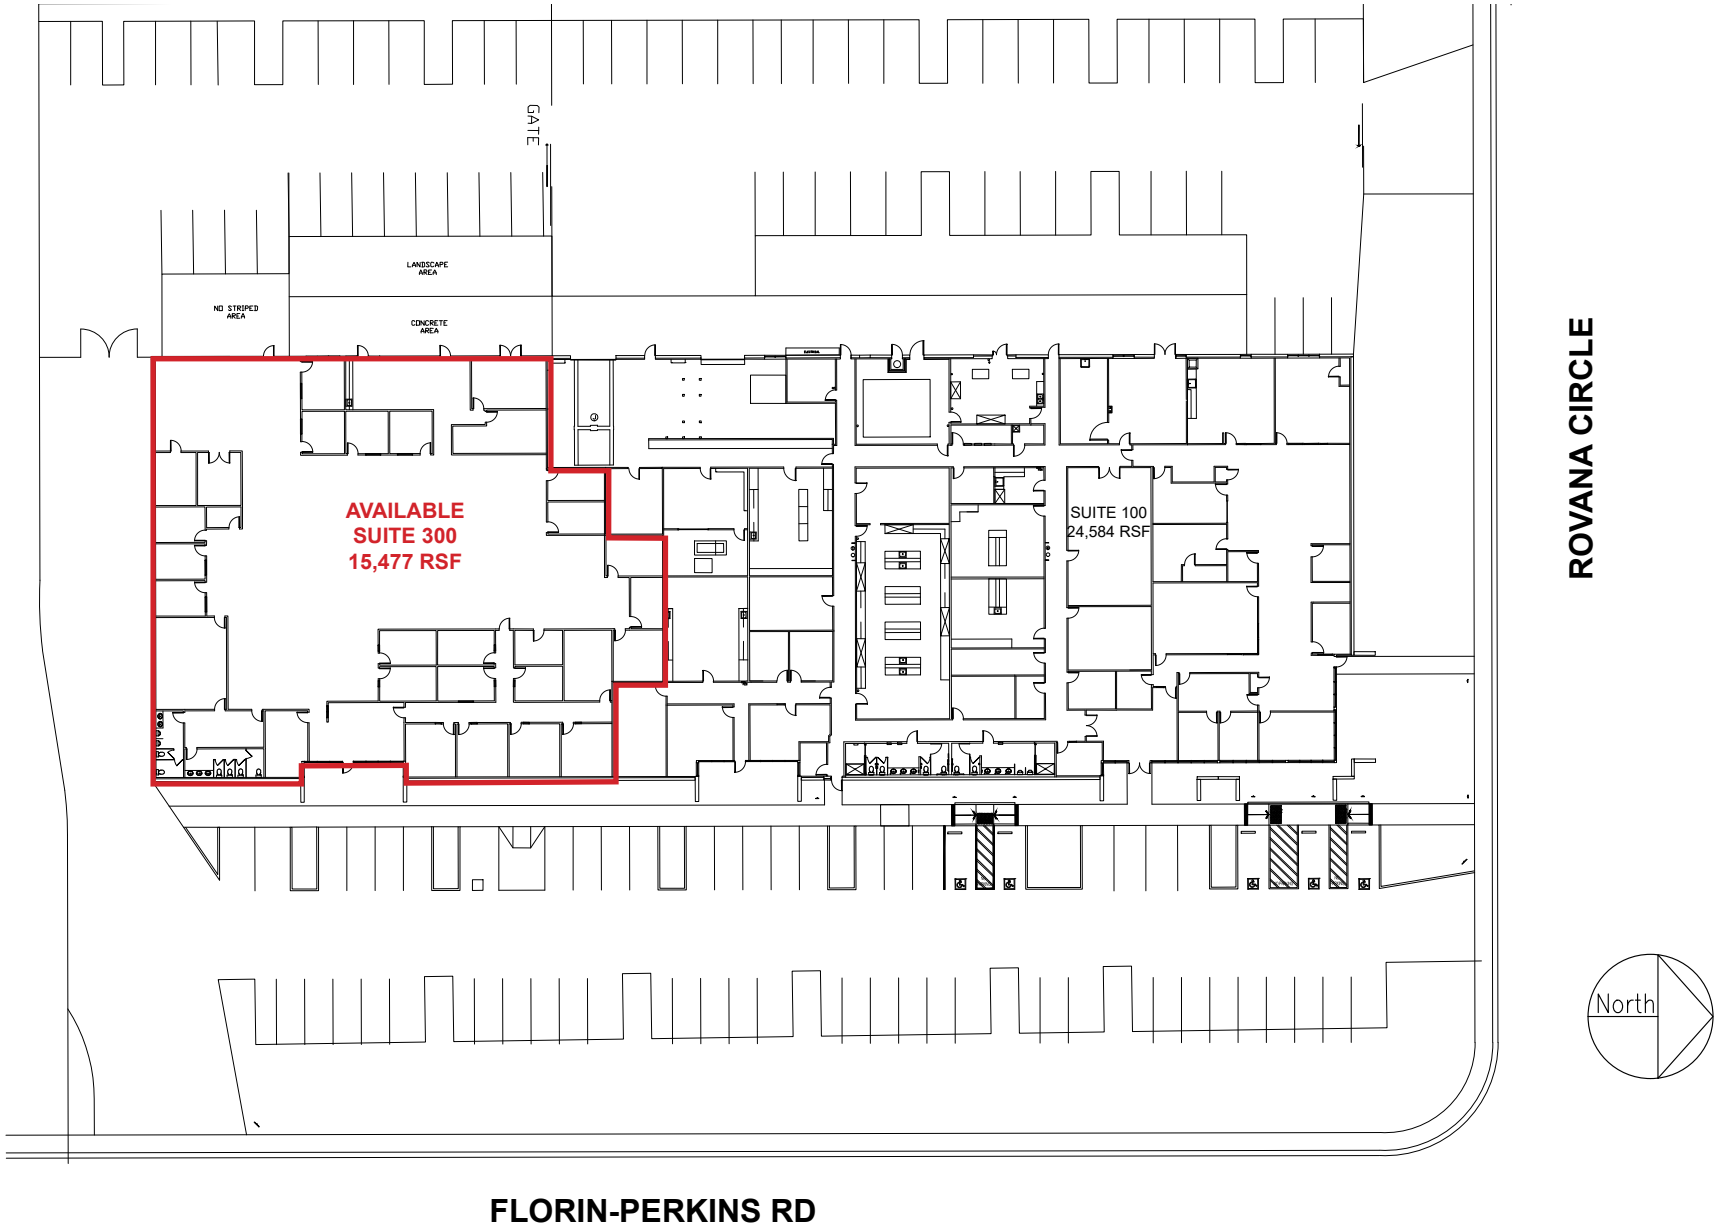 GATE
LANDSCAPE
AREA
NO STRIPED
AREA
CONCRETE
AREA
ELECTRICAL
AVAILABLE
SUITE 300
15,477 RSF
SUITE 100
24,584 RSF
ROVANA CIRCLE
North
FLORIN-PERKINS RD